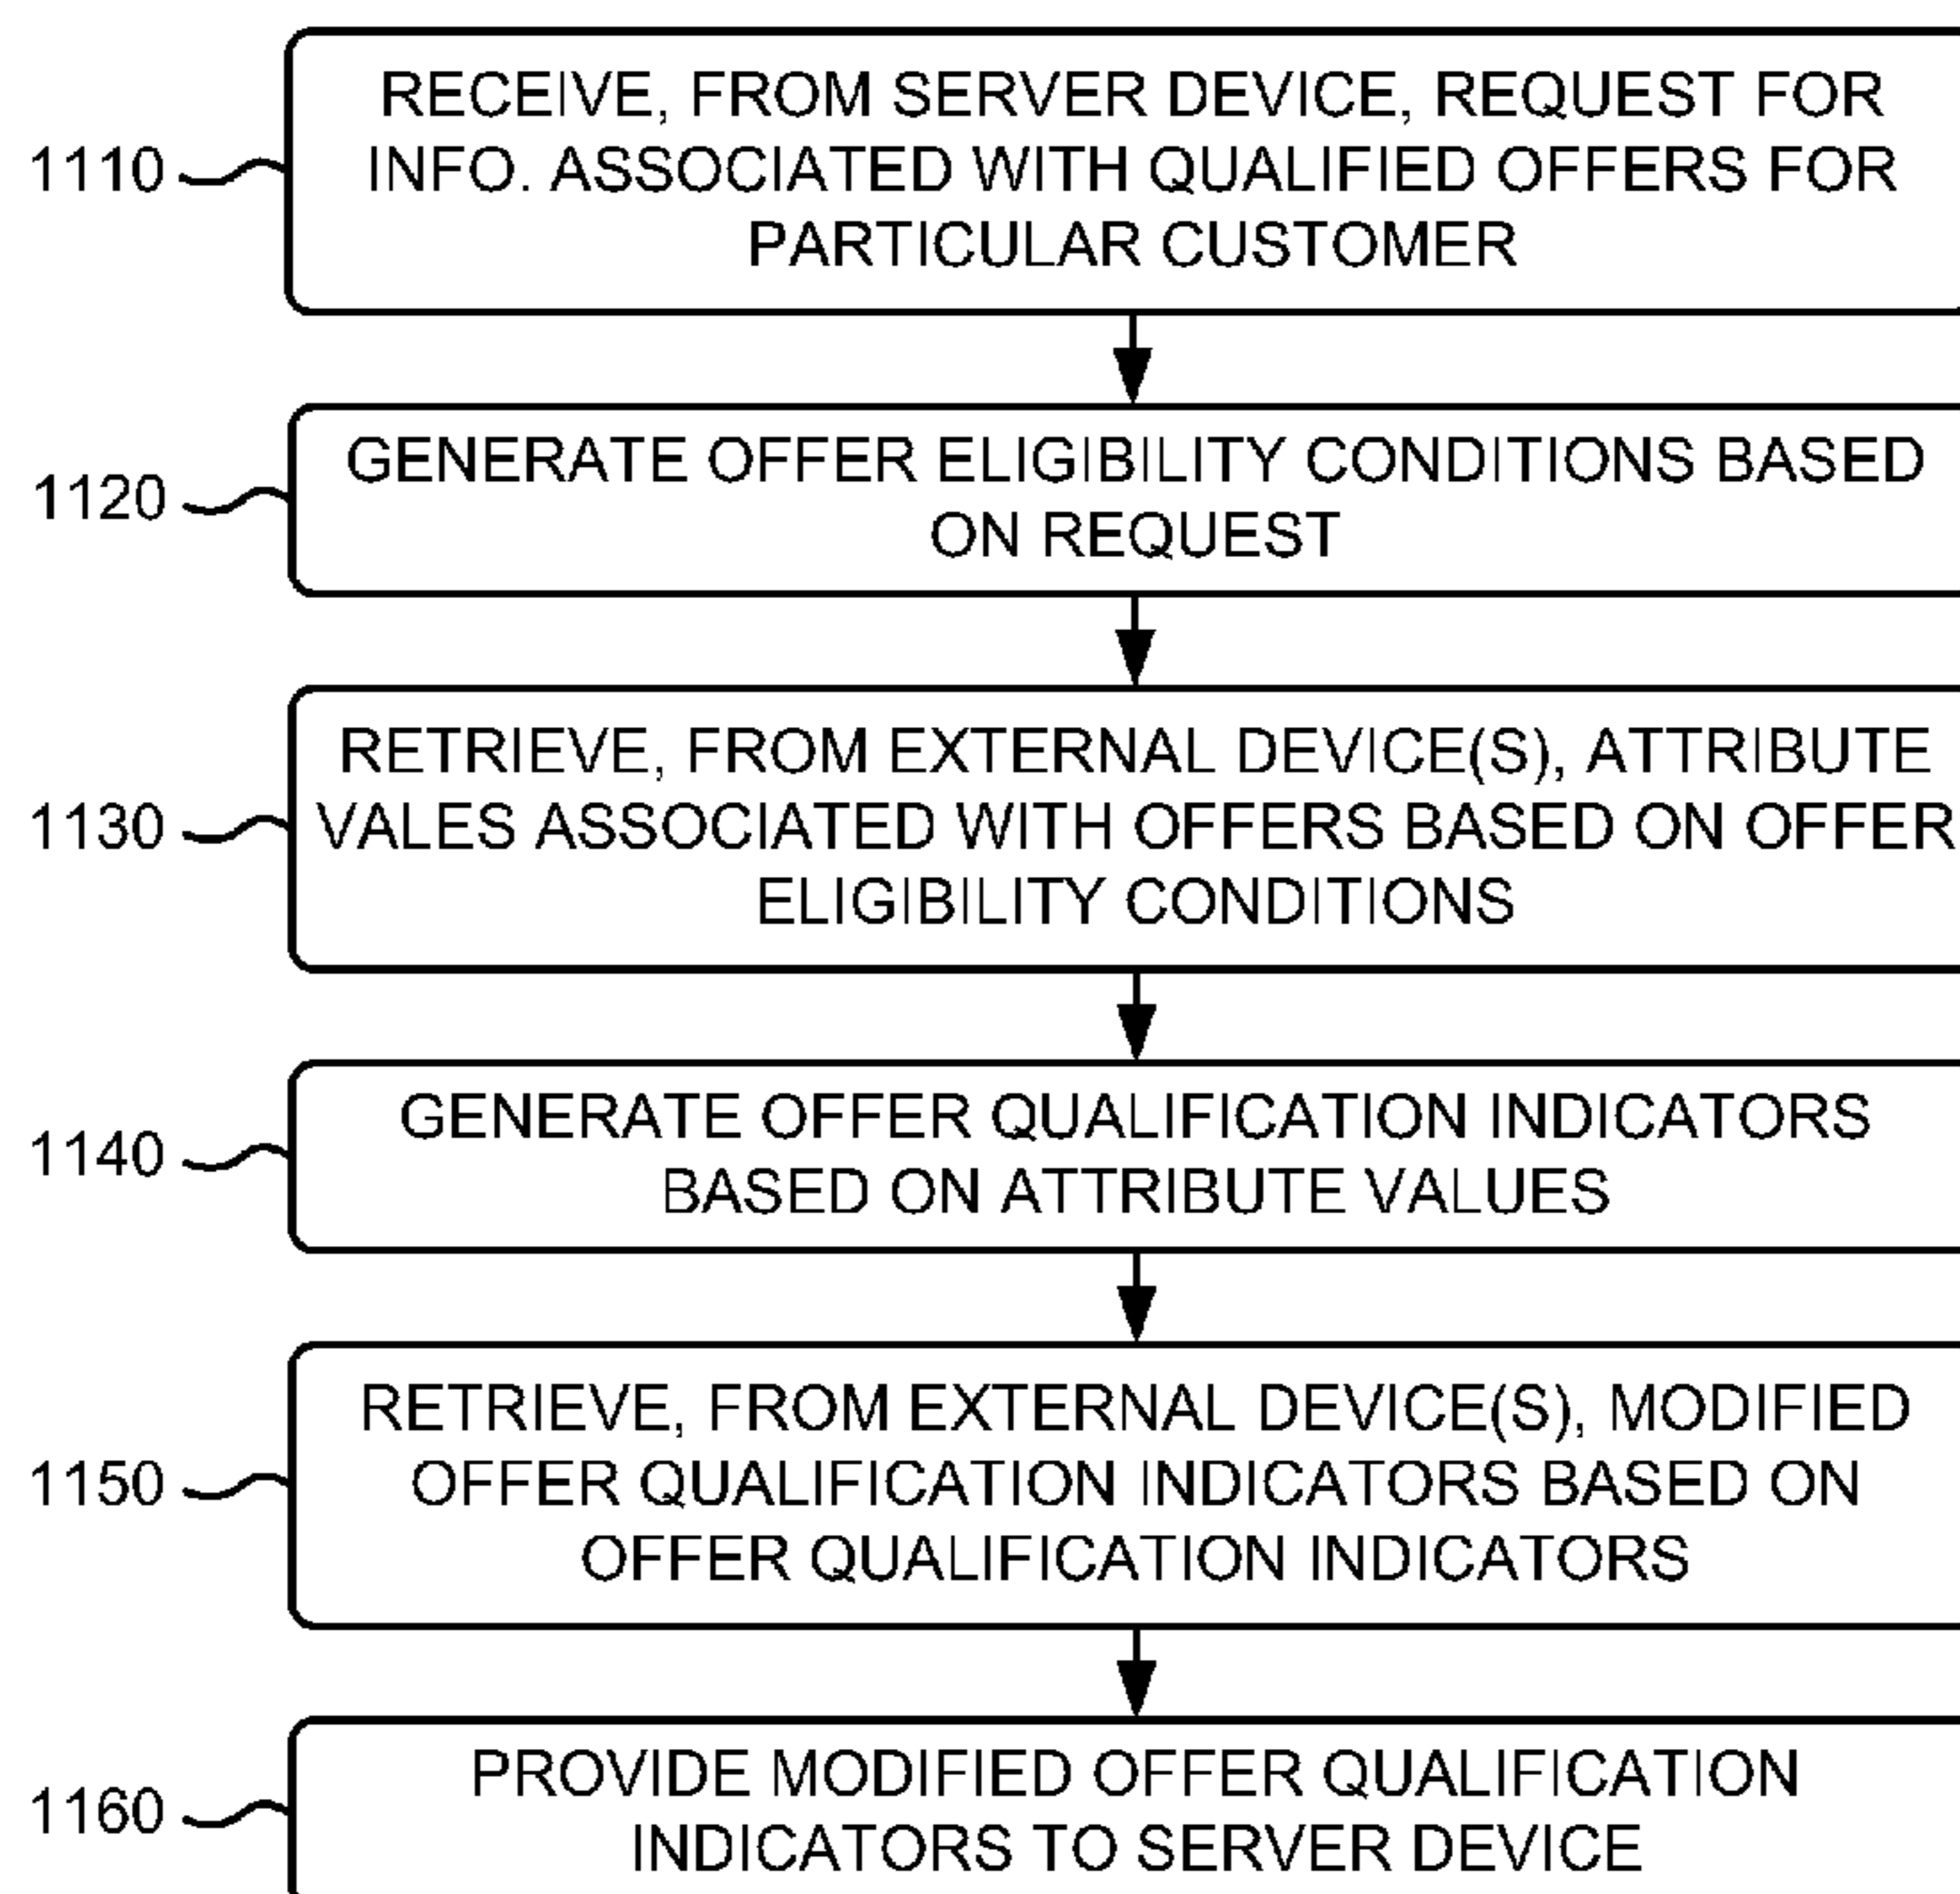 RECEIVE, FROM SERVER DEVICE, REQUEST FOR
1110 INFO. ASSOCIATED WITH QUALIFIED OFFERS FOR
PARTICULAR CUSTOMER
GENERATE OFFER ELIGIBILITY CONDITIONS BASED
1120
ON REQUEST
RETRIEVE, FROM EXTERNAL DEVICE(S), ATTRIBUTE
1130 VALES ASSOCIATED WITH OFFERS BASED ON OFFER
ELIGIBILITY CONDITIONS
GENERATE OFFER QUALIFICATION INDICATORS
1140
BASED ON ATTRIBUTE VALUES
RETRIEVE, FROM EXTERNAL DEVICE(S), MODIFIED
1150 OFFER QUALIFICATION INDICATORS BASED ON
OFFER QUALIFICATION INDICATORS
PROVIDE MODIFIED OFFER QUALIFICATION
1160
INDICATORS TO SERVER DEVICE